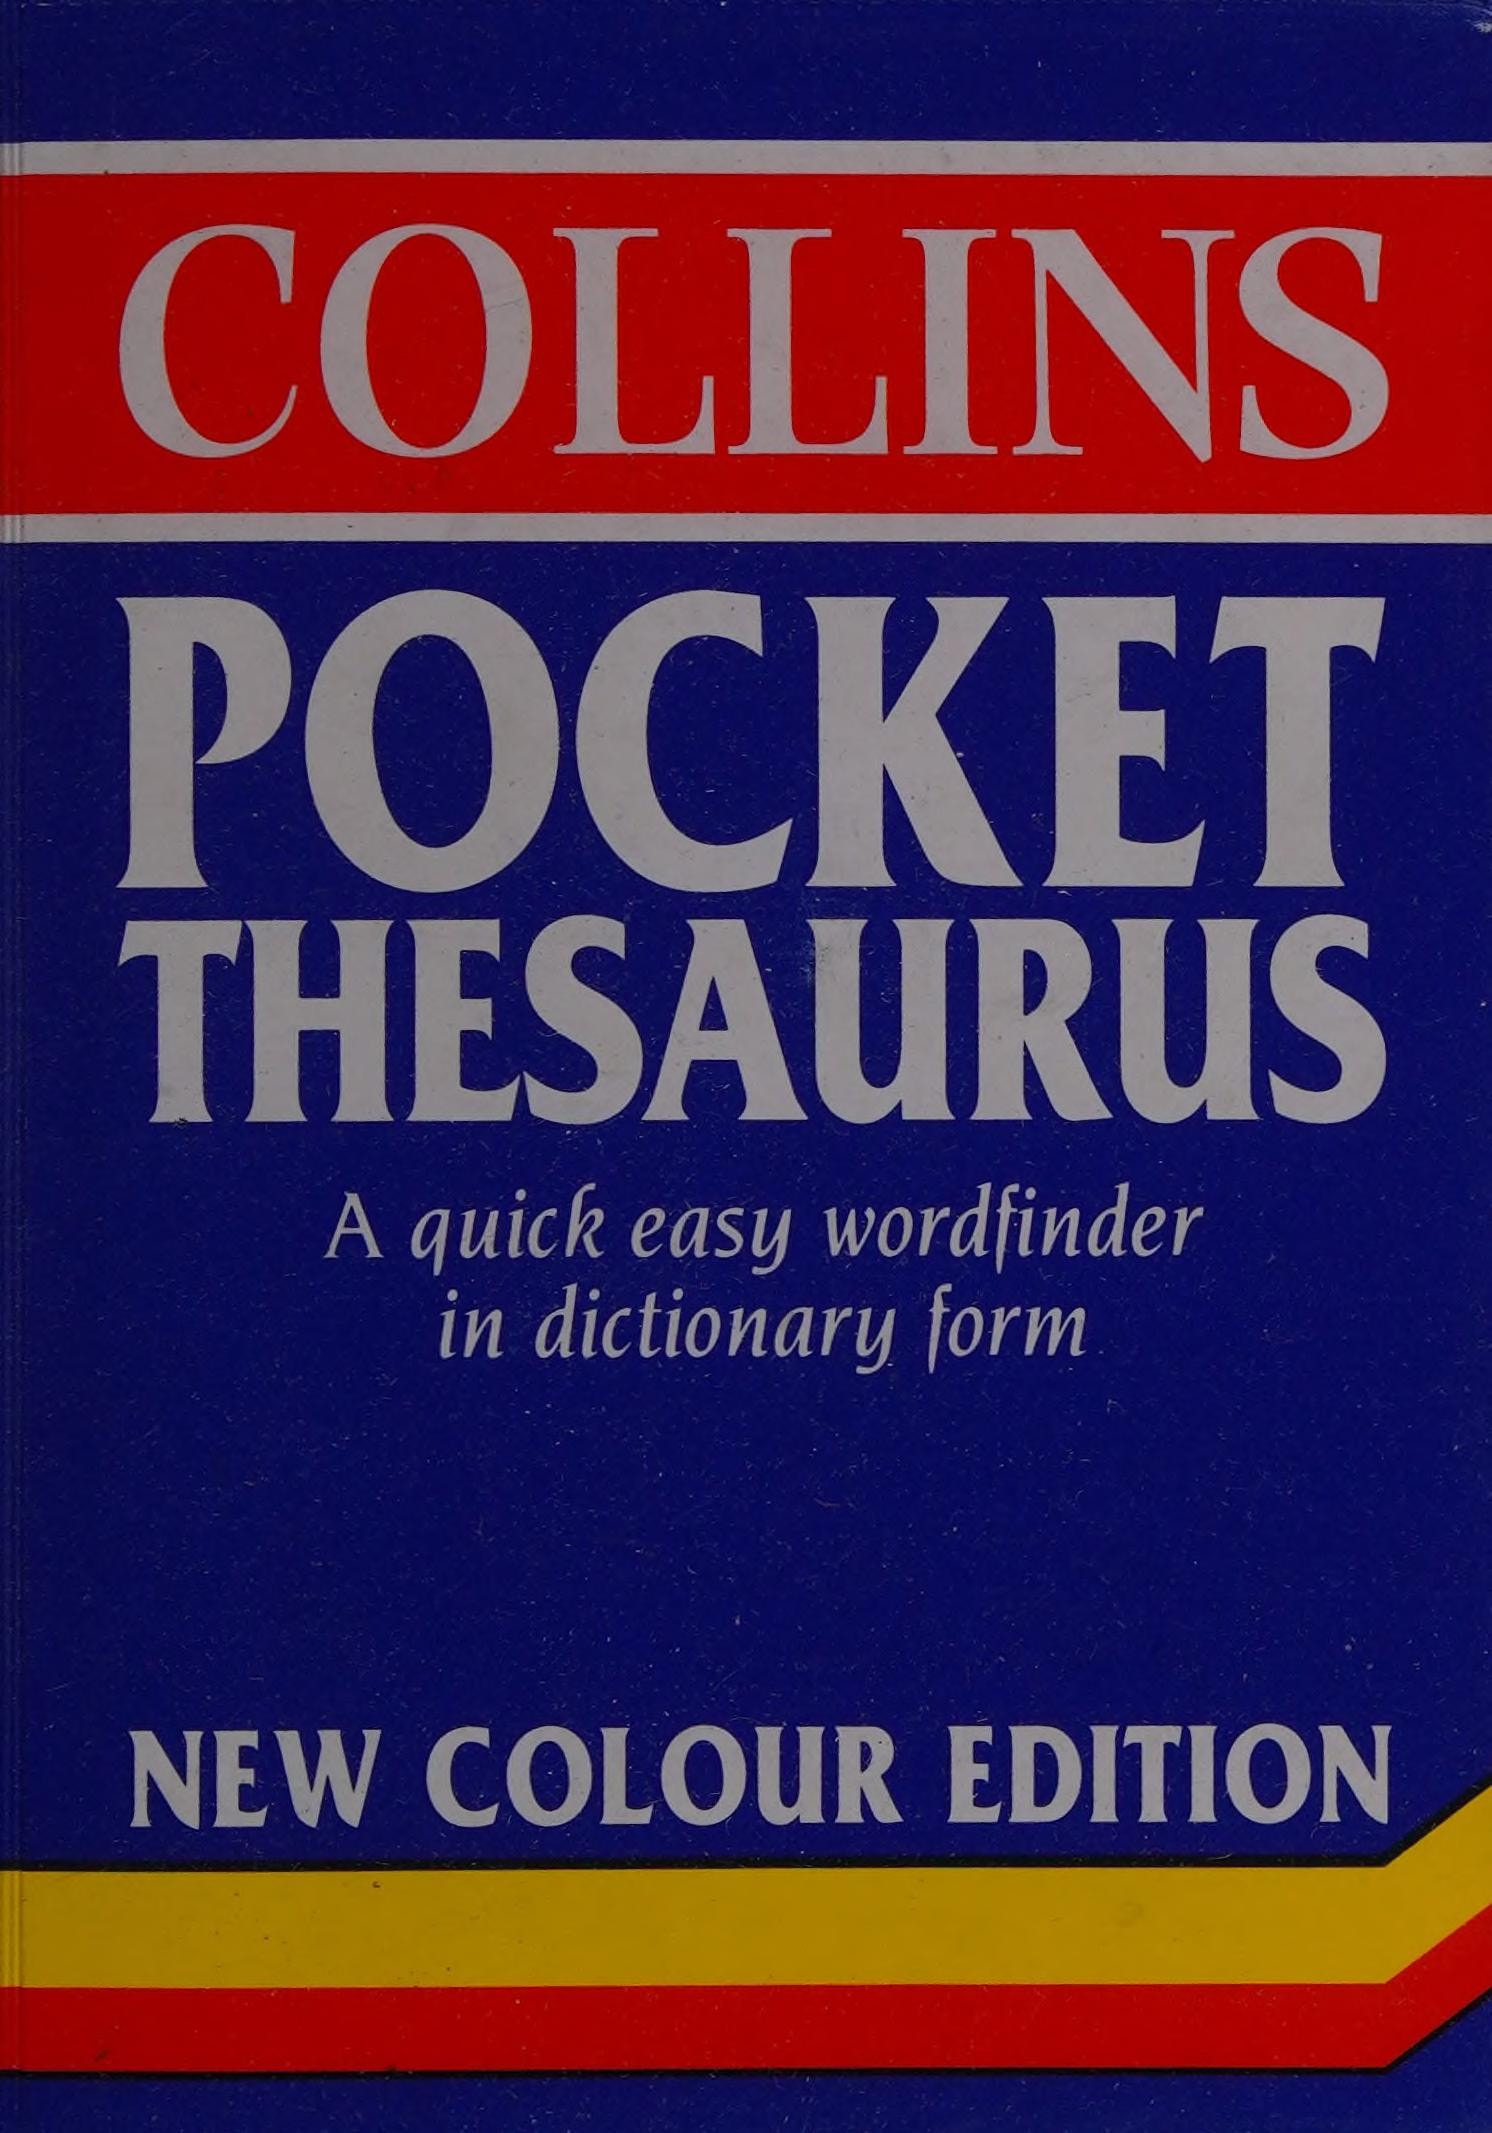 COLLINS
POCKET
THESAURUS
A quick easy wordfinder
in dictionary form
NEW COLOUR EDITION